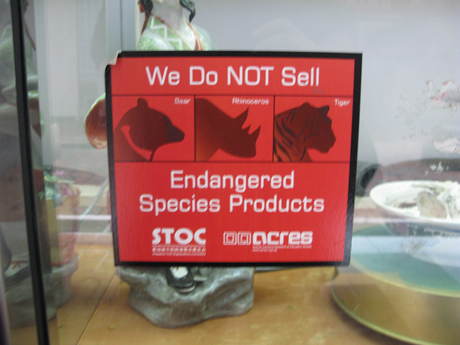 We Do NOT Sell
Bear Rhinoceros Tiger
Endangered
Species Products
STOC acres